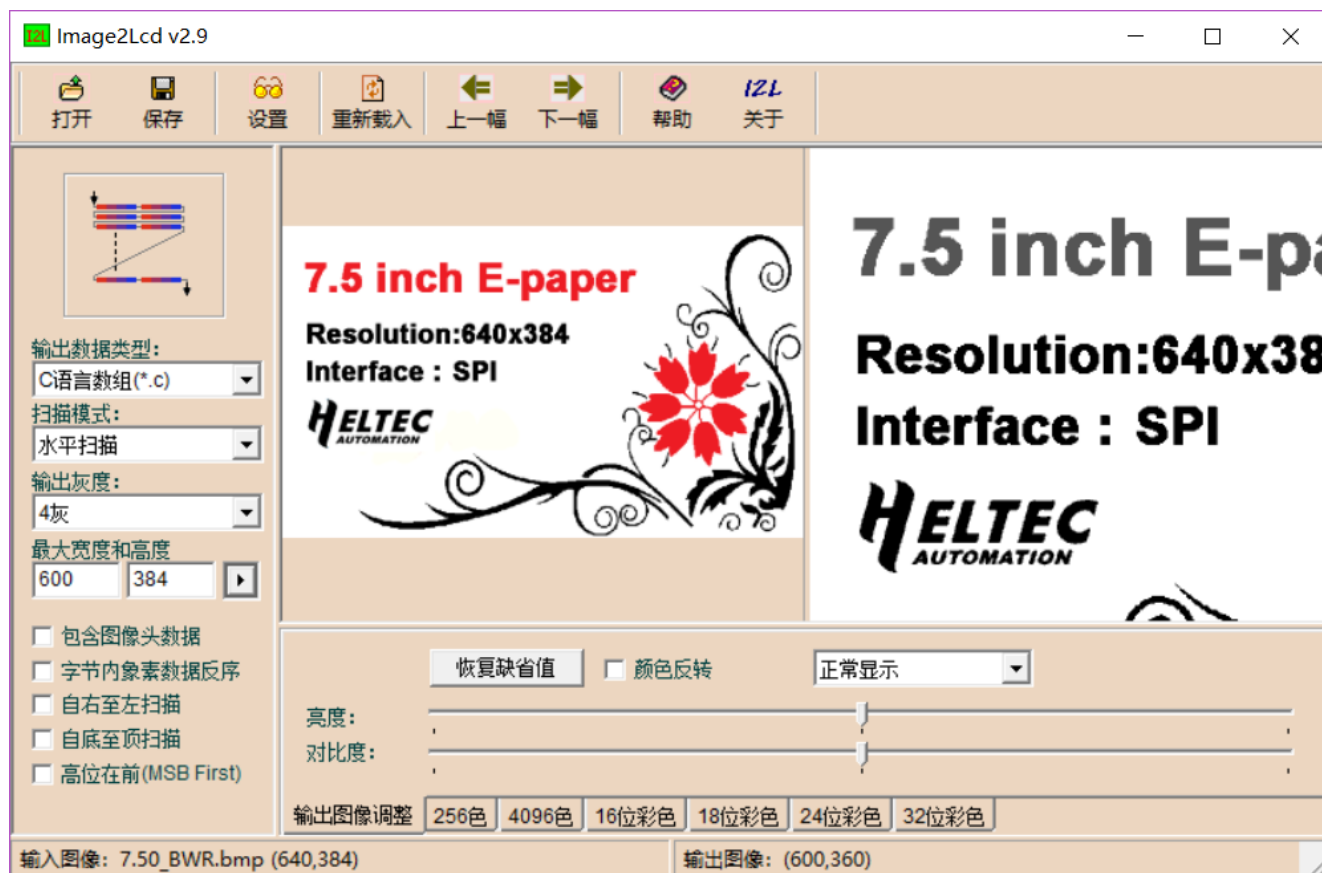 I2L Image2Lcd v2.9
打开 保存 设置 重新载入 上一幅 下一幅 帮助 关于
I2L
输出数据类型：
C语言数组(*.c)
扫描模式：
水平扫描
输出灰度：
4灰
最大宽度和高度
600 384
包含图像头数据
字节内象素数据反序
自右至左扫描
自底至顶扫描
高位在前(MSB First)
7.5 inch E-paper
Resolution:640x384
Interface : SPI
HELTEC
AUTOMATION
7.5 inch E-pa
Resolution:640x38
Interface : SPI
HELTEC
AUTOMATION
恢复缺省值 颜色反转 正常显示
亮度：
对比度：
输出图像调整 256色 4096色 16位彩色 18位彩色 24位彩色 32位彩色
输入图像: 7.50_BWR.bmp (640,384) 输出图像: (600,360)